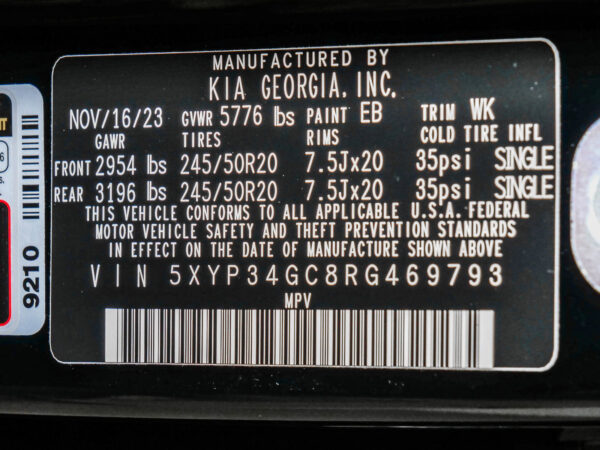 MANUFACTURED BY
KIA GEORGIA, INC.
NOV/16/23 GVWR 5776 lbs PAINT EB TRIM WK
GAWR TIRES RIMS COLD TIRE INFL
FRONT 2954 lbs 245/50R20 7.5Jx20 35psi SINGLE
REAR 3196 lbs 245/50R20 7.5Jx20 35psi SINGLE
THIS VEHICLE CONFORMS TO ALL APPLICABLE U.S.A. FEDERAL
MOTOR VEHICLE SAFETY AND THEFT PREVENTION STANDARDS
IN EFFECT ON THE DATE OF MANUFACTURE SHOWN ABOVE
VIN 5XYP34GC8RG469793
MPV
9210